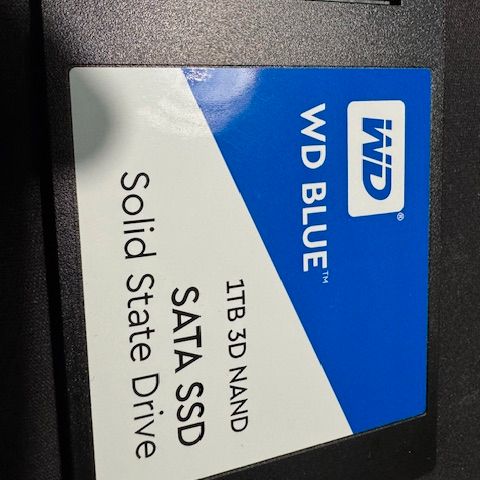 WD®
WD BLUE™
1TB 3D NAND
SATA SSD
Solid State Drive